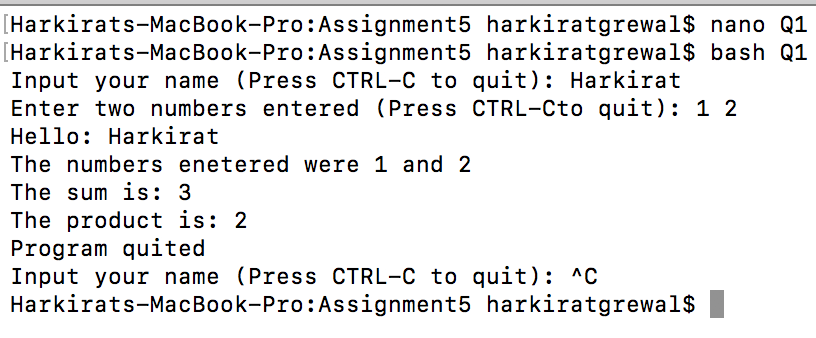 [Harkirats-MacBook-Pro:Assignment5 harkiratgrewal$ nano Q1
[Harkirats-MacBook-Pro:Assignment5 harkiratgrewal$ bash Q1
Input your name (Press CTRL-C to quit): Harkirat
Enter two numbers entered (Press CTRL-Cto quit): 1 2
Hello: Harkirat
The numbers enetered were 1 and 2
The sum is: 3
The product is: 2
Program quited
Input your name (Press CTRL-C to quit): ^C
Harkirats-MacBook-Pro:Assignment5 harkiratgrewal$